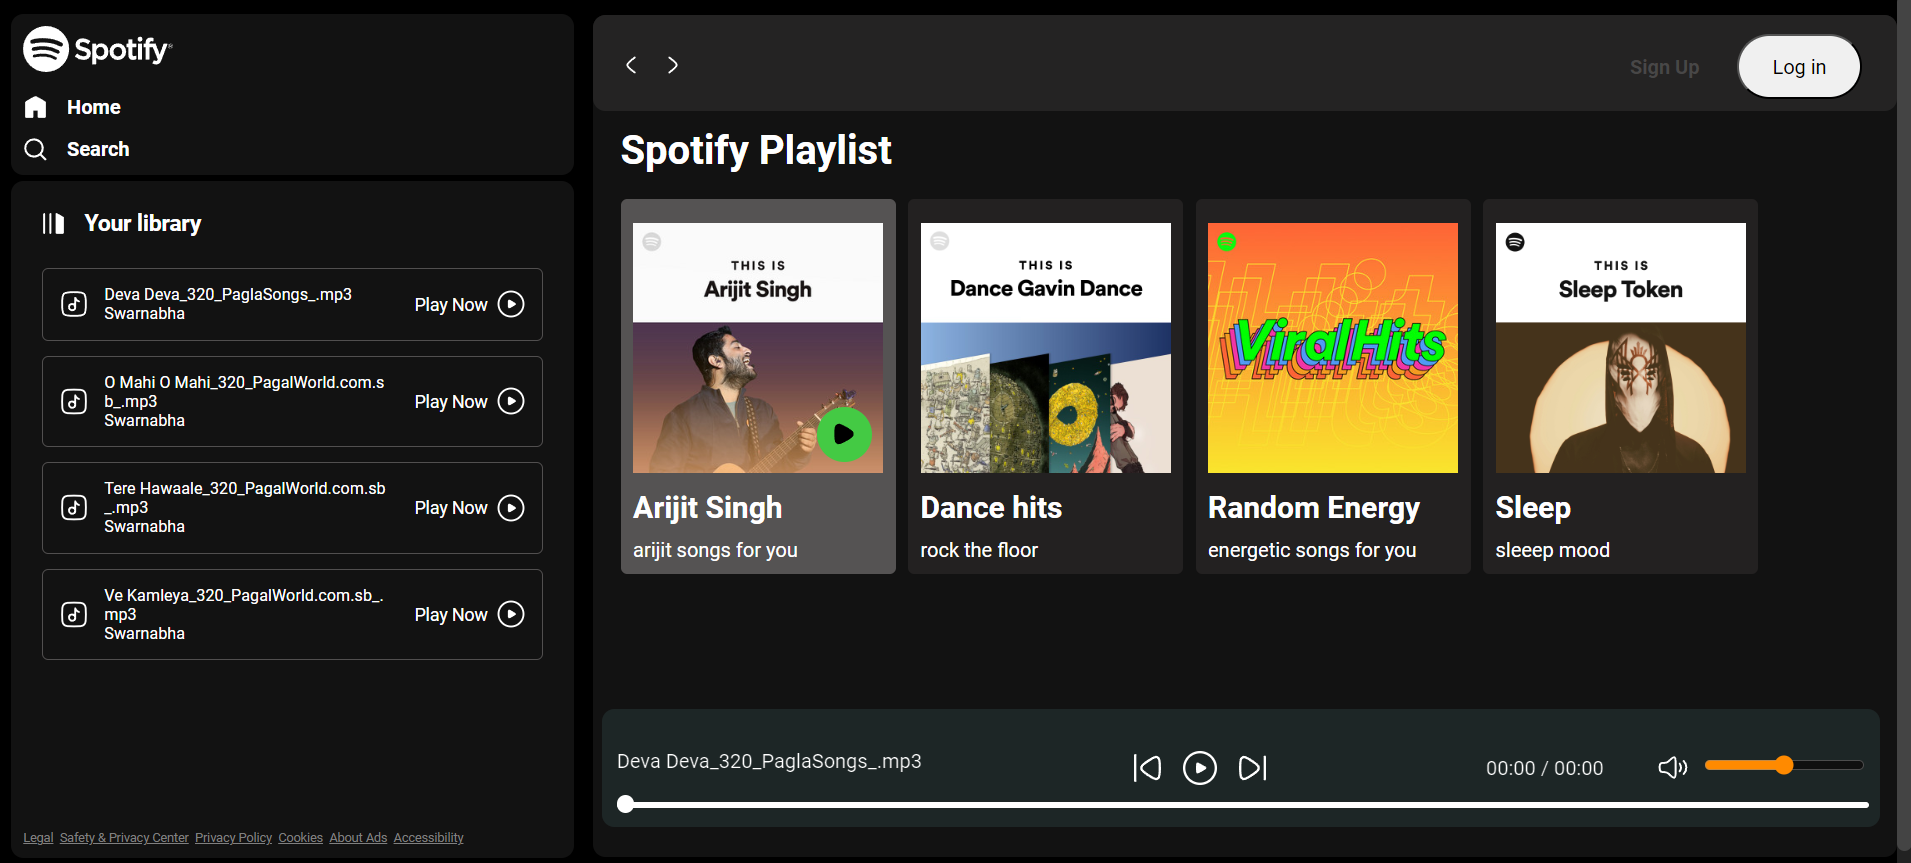 Spotify
Home
Search
Your library
Deva Deva_320_PaglaSongs_.mp3
Swarnabha
Play Now
O Mahi O Mahi_320_PagalWorld.com.s
b_.mp3
Swarnabha
Play Now
Tere Hawaale_320_PagalWorld.com.sb
_.mp3
Swarnabha
Play Now
Ve Kamleya_320_PagalWorld.com.sb_.
mp3
Swarnabha
Play Now
Legal Safety & Privacy Center Privacy Policy Cookies About Ads Accessibility
Sign Up
Log in
Spotify Playlist
THIS IS
Arijit Singh
Arijit Singh
arijit songs for you
THIS IS
Dance Gavin Dance
Dance hits
rock the floor
Viral Hits
Random Energy
energetic songs for you
THIS IS
Sleep Token
Sleep
sleeep mood
Deva Deva_320_PaglaSongs_.mp3
00:00 / 00:00